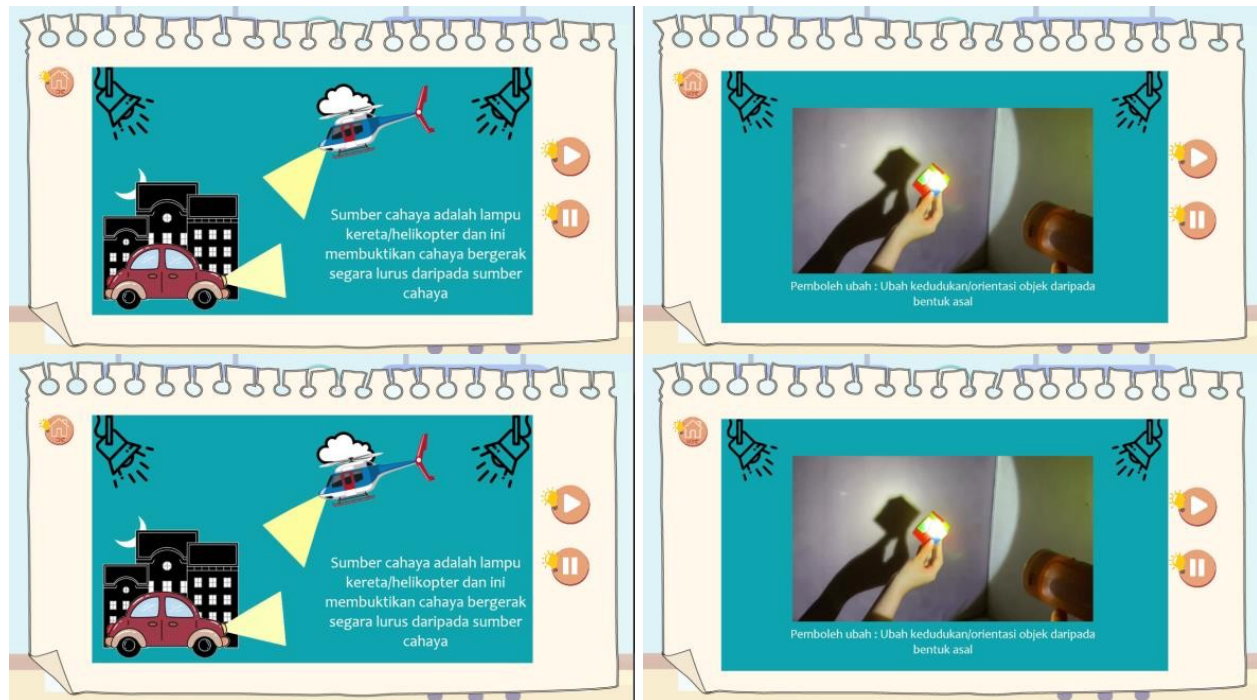 Sumber cahaya adalah lampu
kereta/helikopter dan ini
membuktikan cahaya bergerak
segara lurus daripada sumber
cahaya
Pemboleh ubah : Ubah kedudukan/orientasi objek daripada
bentuk asal
Sumber cahaya adalah lampu
kereta/helikopter dan ini
membuktikan cahaya bergerak
segara lurus daripada sumber
cahaya
Pemboleh ubah : Ubah kedudukan/orientasi objek daripada
bentuk asal